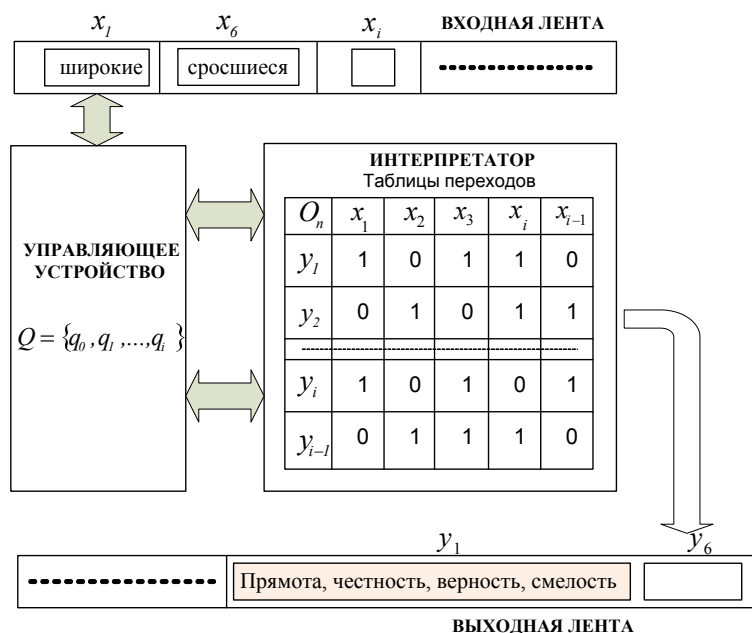 x₁ x₆ xᵢ ВХОДНАЯ ЛЕНТА
широкие сросшиеся
УПРАВЛЯЮЩЕЕ
УСТРОЙСТВО
Q = {q₀ , q₁ ,..., qᵢ }
ИНТЕРПРЕТАТОР
Таблицы переходов
Oₙ x₁ x₂ x₃ xᵢ xᵢ₋₁
y₁ 1 0 1 1 0
y₂ 0 1 0 1 1
yᵢ 1 0 1 0 1
yᵢ₋₁ 0 1 1 1 0
y₁ y₆
Прямота, честность, верность, смелость
ВЫХОДНАЯ ЛЕНТА